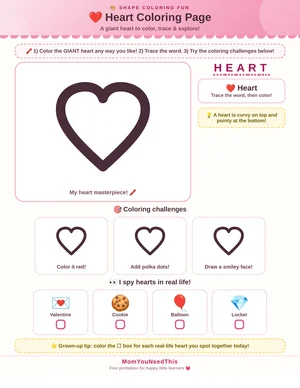 🎨 SHAPE COLORING FUN
❤️ Heart Coloring Page
A giant heart to color, trace & explore!
🖍️ 1) Color the GIANT heart any way you like! 2) Trace the word. 3) Try the coloring challenges below!
HEART
❤️ Heart
Trace the word, then color!
💡 A heart is curvy on top and
pointy at the bottom!
My heart masterpiece! 🖍️
🎯 Coloring challenges
Color it red!
Add polka dots!
Draw a smiley face!
👀 I spy hearts in real life!
Valentine
Cookie
Balloon
Locket
⭐ Grown-up tip: color the ☐ box for each real-life heart you spot together today!
MomYouNeedThis
Free printables for happy little learners 💗